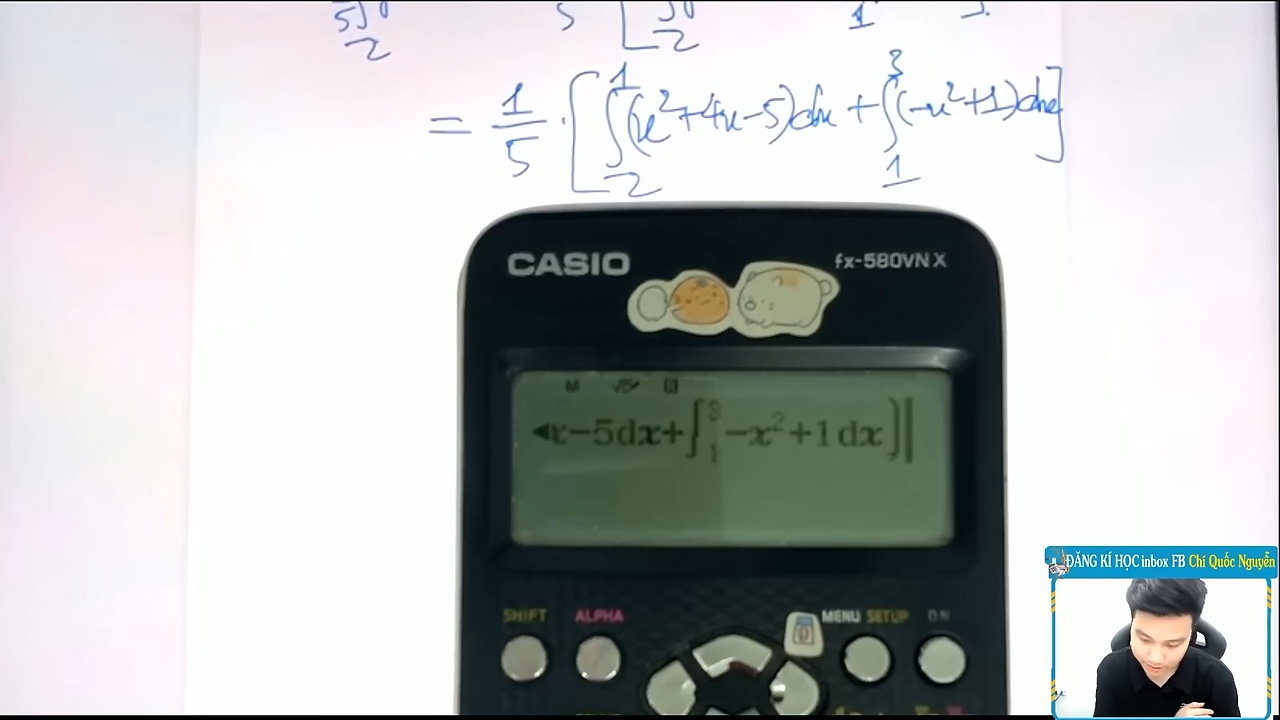 = 1/5 · [ ∫₋₂¹ (x²+4x-5)dx + ∫₁³ (-x²+1)dx ]
CASIO
fx-580VN X
M √▱ D
◄x-5dx+∫₁³-x²+1dx)
SHIFT ALPHA MENU SETUP ON
ĐĂNG KÍ HỌC inbox FB Chí Quốc Nguyễn